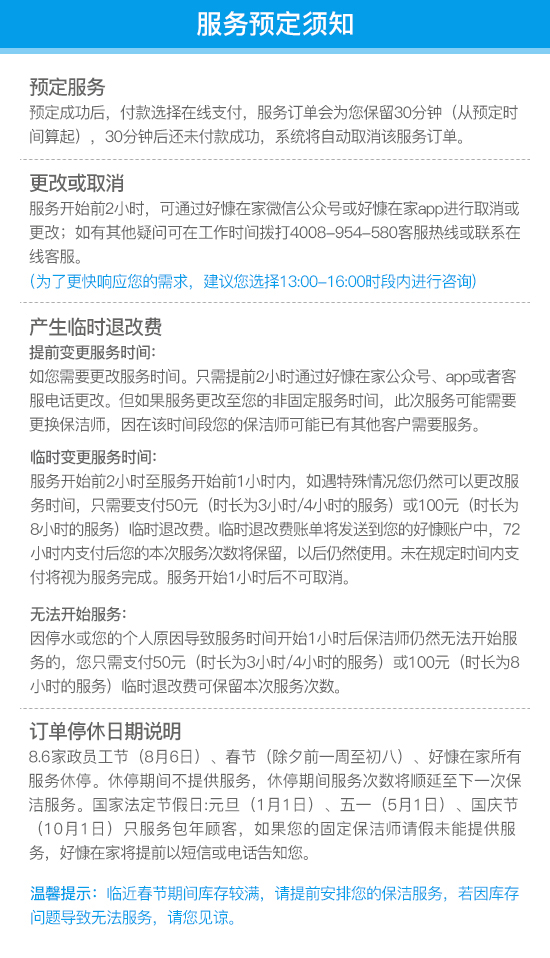 服务预定须知
预定服务
预定成功后，付款选择在线支付，服务订单会为您保留30分钟（从预定时
间算起），30分钟后还未付款成功，系统将自动取消该服务订单。
更改或取消
服务开始前2小时，可通过好慷在家微信公众号或好慷在家app进行取消或
更改；如有其他疑问可在工作时间拨打4008-954-580客服热线或联系在
线客服。
(为了更快响应您的需求，建议您选择13:00-16:00时段内进行咨询)
产生临时退改费
提前变更服务时间：
如您需要更改服务时间。只需提前2小时通过好慷在家公众号、app或者客
服电话更改。但如果服务更改至您的非固定服务时间，此次服务可能需要
更换保洁师，因在该时间段您的保洁师可能已有其他客户需要服务。
临时变更服务时间：
服务开始前2小时至服务开始前1小时内，如遇特殊情况您仍然可以更改服
务时间，只需要支付50元（时长为3小时/4小时的服务）或100元（时长为
8小时的服务）临时退改费。临时退改费账单将发送到您的好慷账户中，72
小时内支付后您的本次服务次数将保留，以后仍然使用。未在规定时间内支
付将视为服务完成。服务开始1小时后不可取消。
无法开始服务：
因停水或您的个人原因导致服务时间开始1小时后保洁师仍然无法开始服
务的，您只需支付50元（时长为3小时/4小时的服务）或100元（时长为8
小时的服务）临时退改费可保留本次服务次数。
订单停休日期说明
8.6家政员工节（8月6日）、春节（除夕前一周至初八）、好慷在家所有
服务休停。休停期间不提供服务，休停期间服务次数将顺延至下一次保
洁服务。国家法定节假日:元旦（1月1日）、五一（5月1日）、国庆节
（10月1日）只服务包年顾客，如果您的固定保洁师请假未能提供服
务，好慷在家将提前以短信或电话告知您。
温馨提示：临近春节期间库存较满，请提前安排您的保洁服务，若因库存
问题导致无法服务，请您见谅。